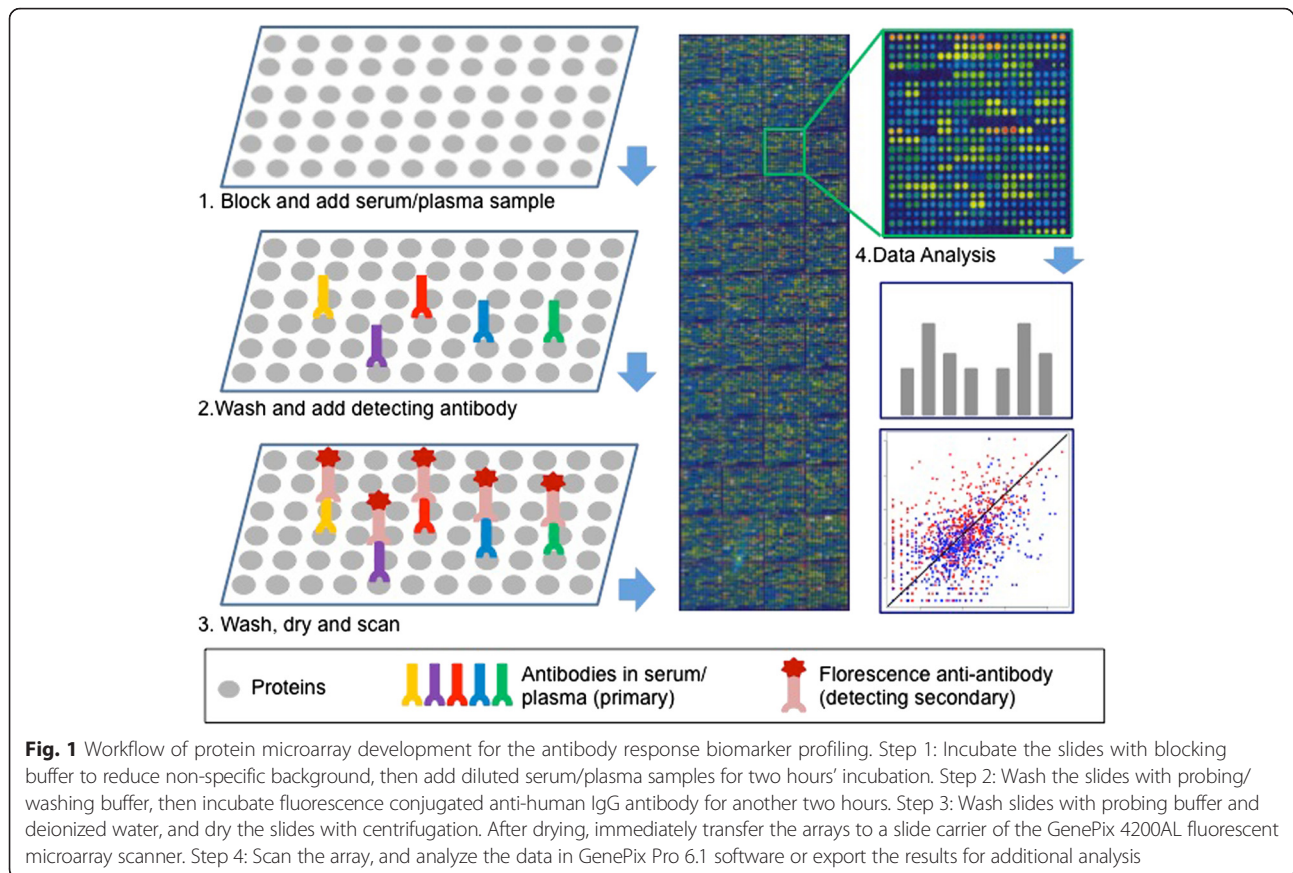 1. Block and add serum/plasma sample
2.Wash and add detecting antibody
3. Wash, dry and scan
4.Data Analysis
Proteins
Antibodies in serum/
plasma (primary)
Florescence anti-antibody
(detecting secondary)
Fig. 1 Workflow of protein microarray development for the antibody response biomarker profiling. Step 1: Incubate the slides with blocking
buffer to reduce non-specific background, then add diluted serum/plasma samples for two hours’ incubation. Step 2: Wash the slides with probing/
washing buffer, then incubate fluorescence conjugated anti-human IgG antibody for another two hours. Step 3: Wash slides with probing buffer and
deionized water, and dry the slides with centrifugation. After drying, immediately transfer the arrays to a slide carrier of the GenePix 4200AL fluorescent
microarray scanner. Step 4: Scan the array, and analyze the data in GenePix Pro 6.1 software or export the results for additional analysis